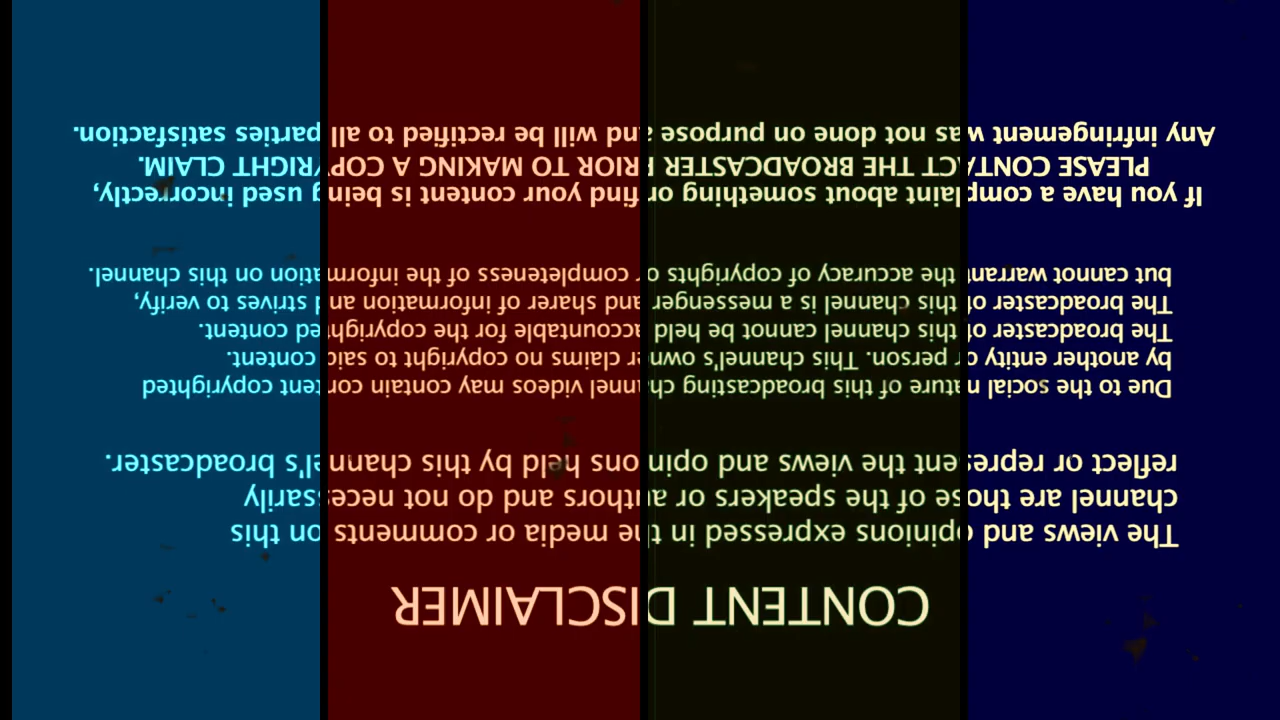 CONTENT DISCLAIMER
The views and opinions expressed in the media or comments on this
channel are those of the speakers or authors and do not necessarily
reflect or represent the views and opinions held by this channel's broadcaster.
Due to the social nature of this broadcasting channel videos may contain content copyrighted
by another entity or person. This channel's owner claims no copyright to said content.
The broadcaster of this channel cannot be held accountable for the copyrighted content.
The broadcaster of this channel is a messenger and sharer of information and strives to verify,
but cannot warrant the accuracy of copyrights or completeness of the information on this channel.
If you have a complaint about something or find your content is being used incorrectly,
PLEASE CONTACT THE BROADCASTER PRIOR TO MAKING A COPYRIGHT CLAIM.
Any infringement was not done on purpose and will be rectified to all parties satisfaction.